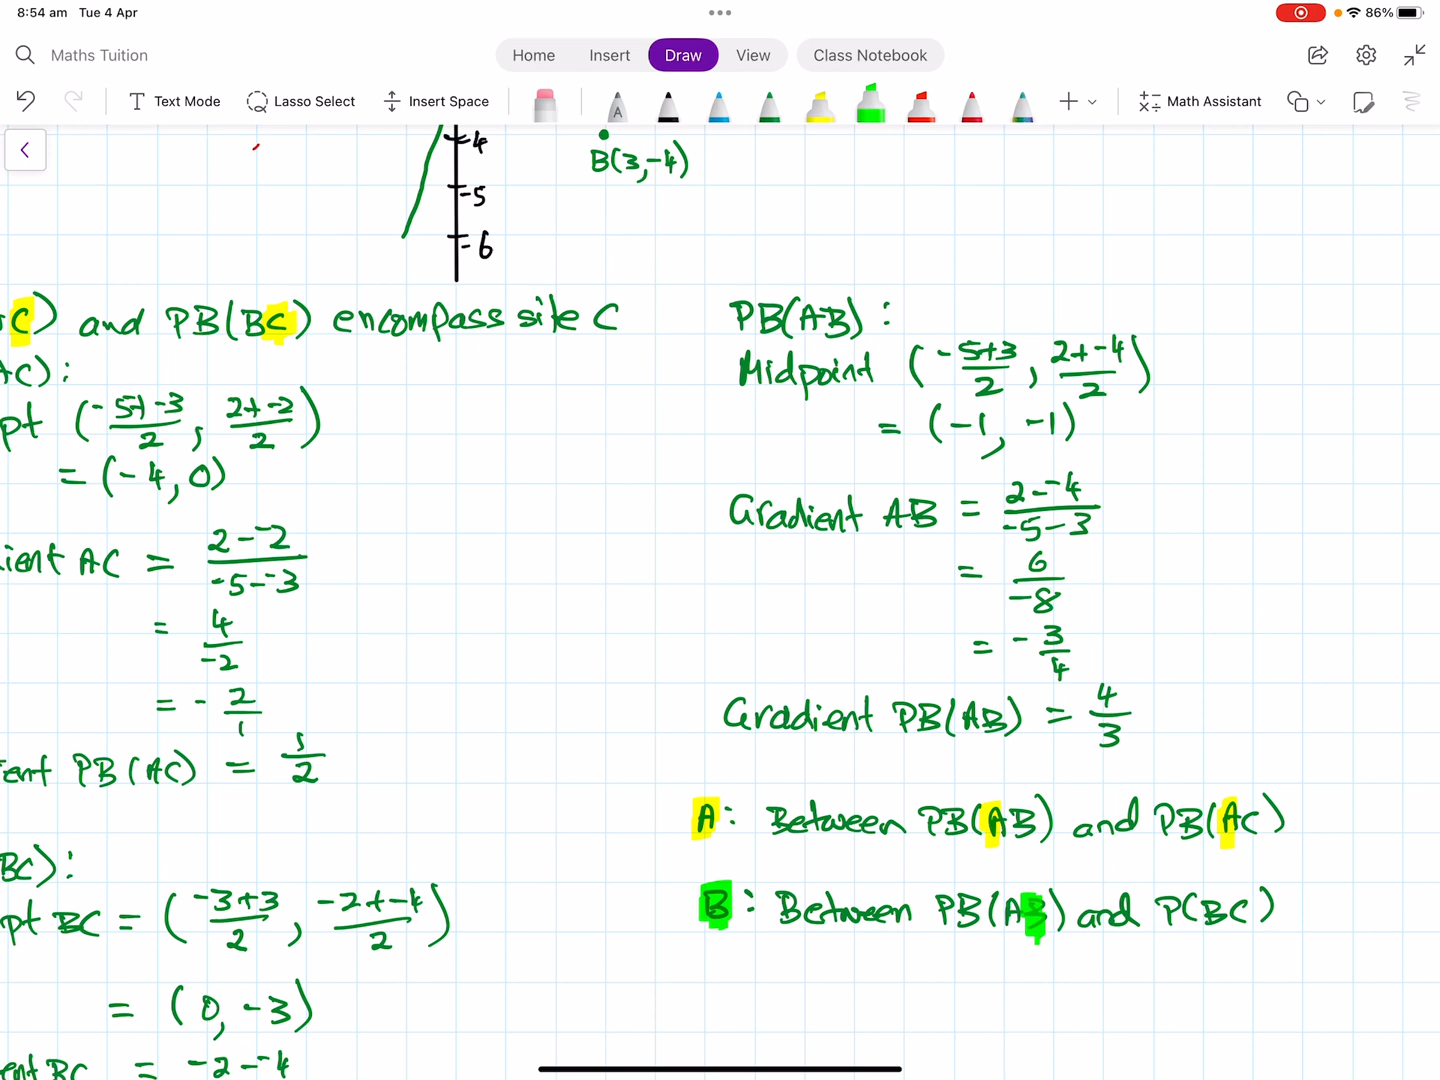 8:54 am Tue 4 Apr
86%
Maths Tuition
Home Insert Draw View Class Notebook
Text Mode Lasso Select Insert Space
A
Math Assistant
-4
B(3,-4)
-5
-6
C) and PB(BC) encompass site C
AC):
pt (-5+-3/2, 2+-2/2)
= (-4, 0)
ient AC = 2--2/-5--3
= 4/-2
= -2/1
ent PB(AC) = 1/2
BC):
pt BC = (-3+3/2, -2+-4/2)
= (0, -3)
ent BC = -2--4
PB(AB):
Midpoint (-5+3/2, 2+-4/2)
= (-1, -1)
Gradient AB = 2--4/-5-3
= 6/-8
= -3/4
Gradient PB(AB) = 4/3
A: Between PB(AB) and PB(AC)
B: Between PB(AB) and P(BC)